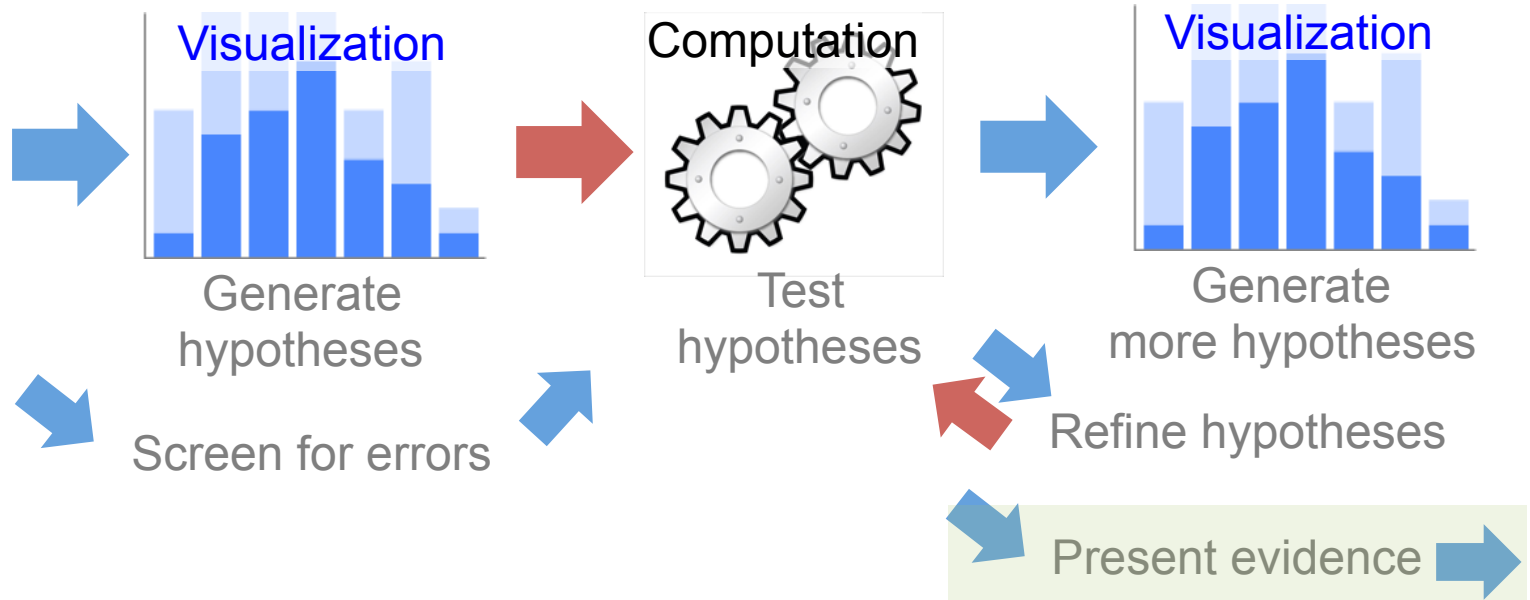 Visualization
Generate
hypotheses
Screen for errors
Computation
Test
hypotheses
Visualization
Generate
more hypotheses
Refine hypotheses
Present evidence